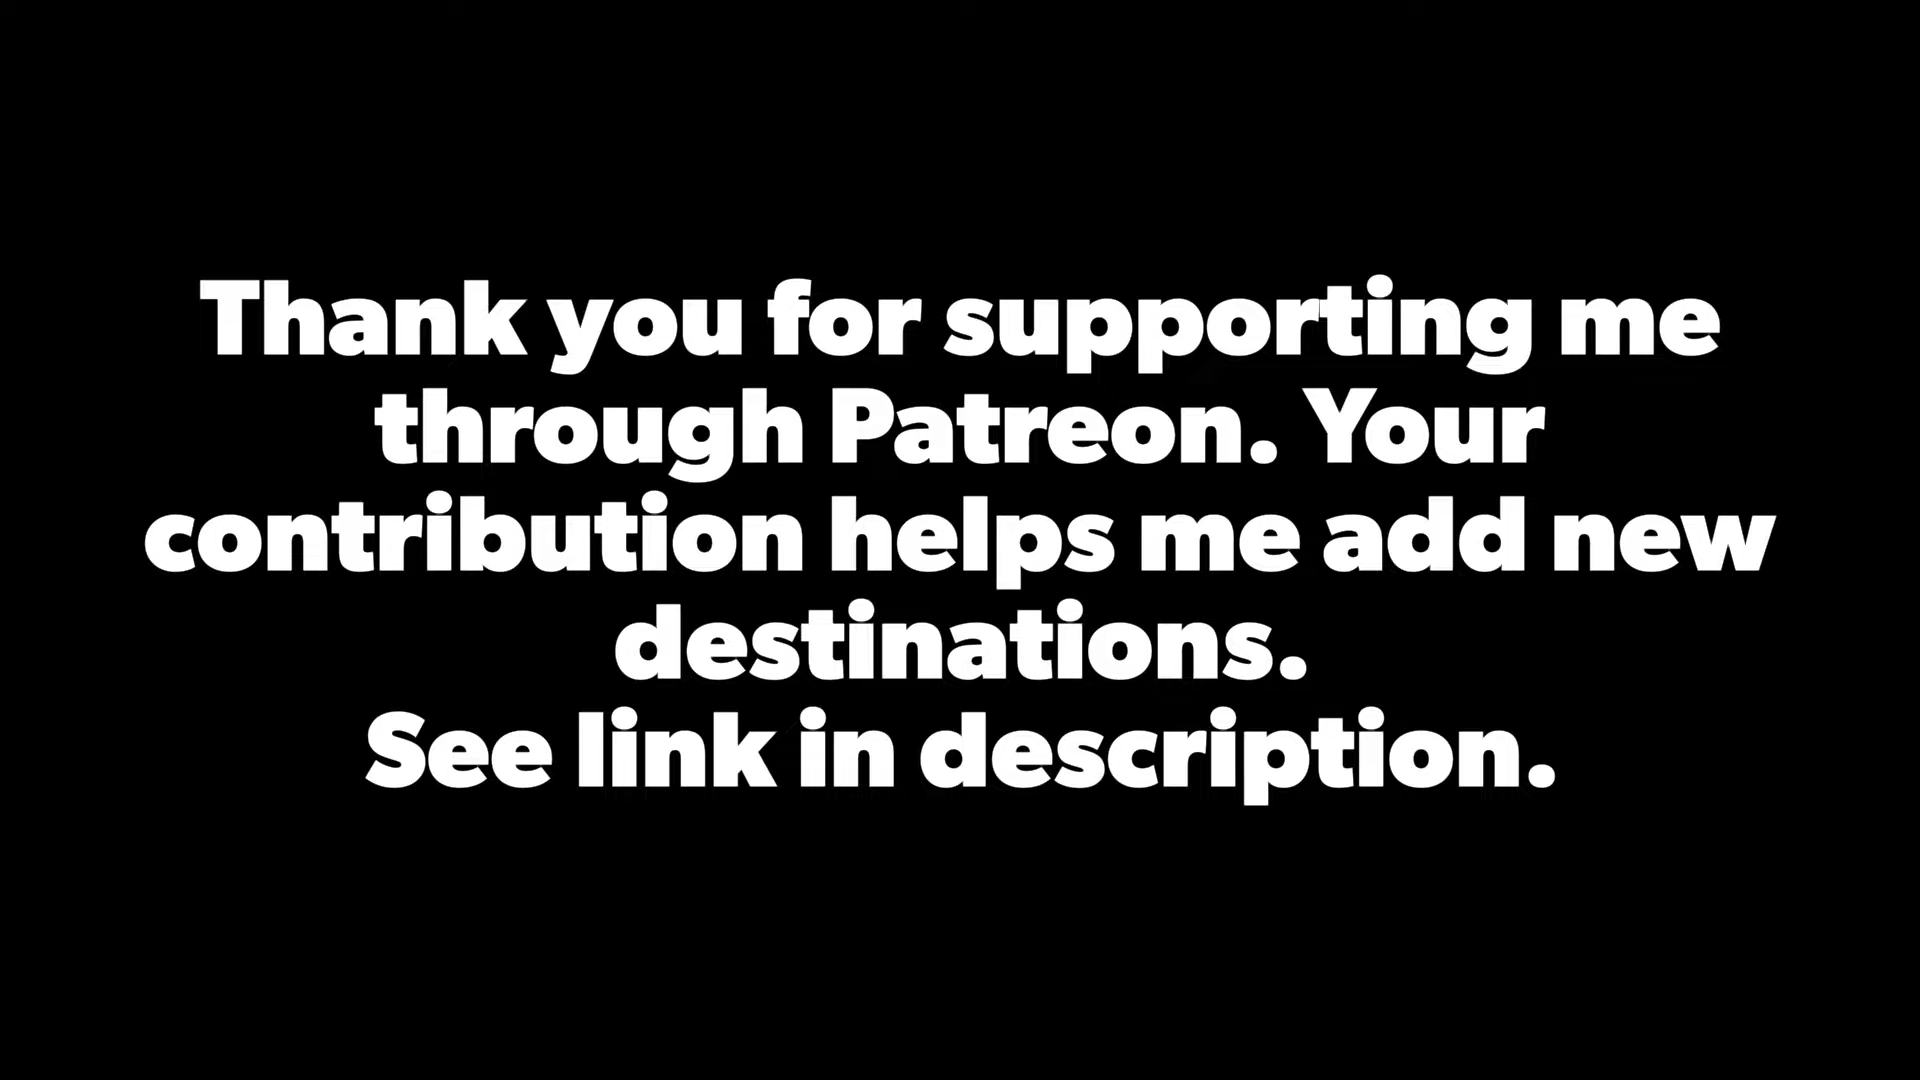 Thank you for supporting me
through Patreon. Your
contribution helps me add new
destinations.
See link in description.